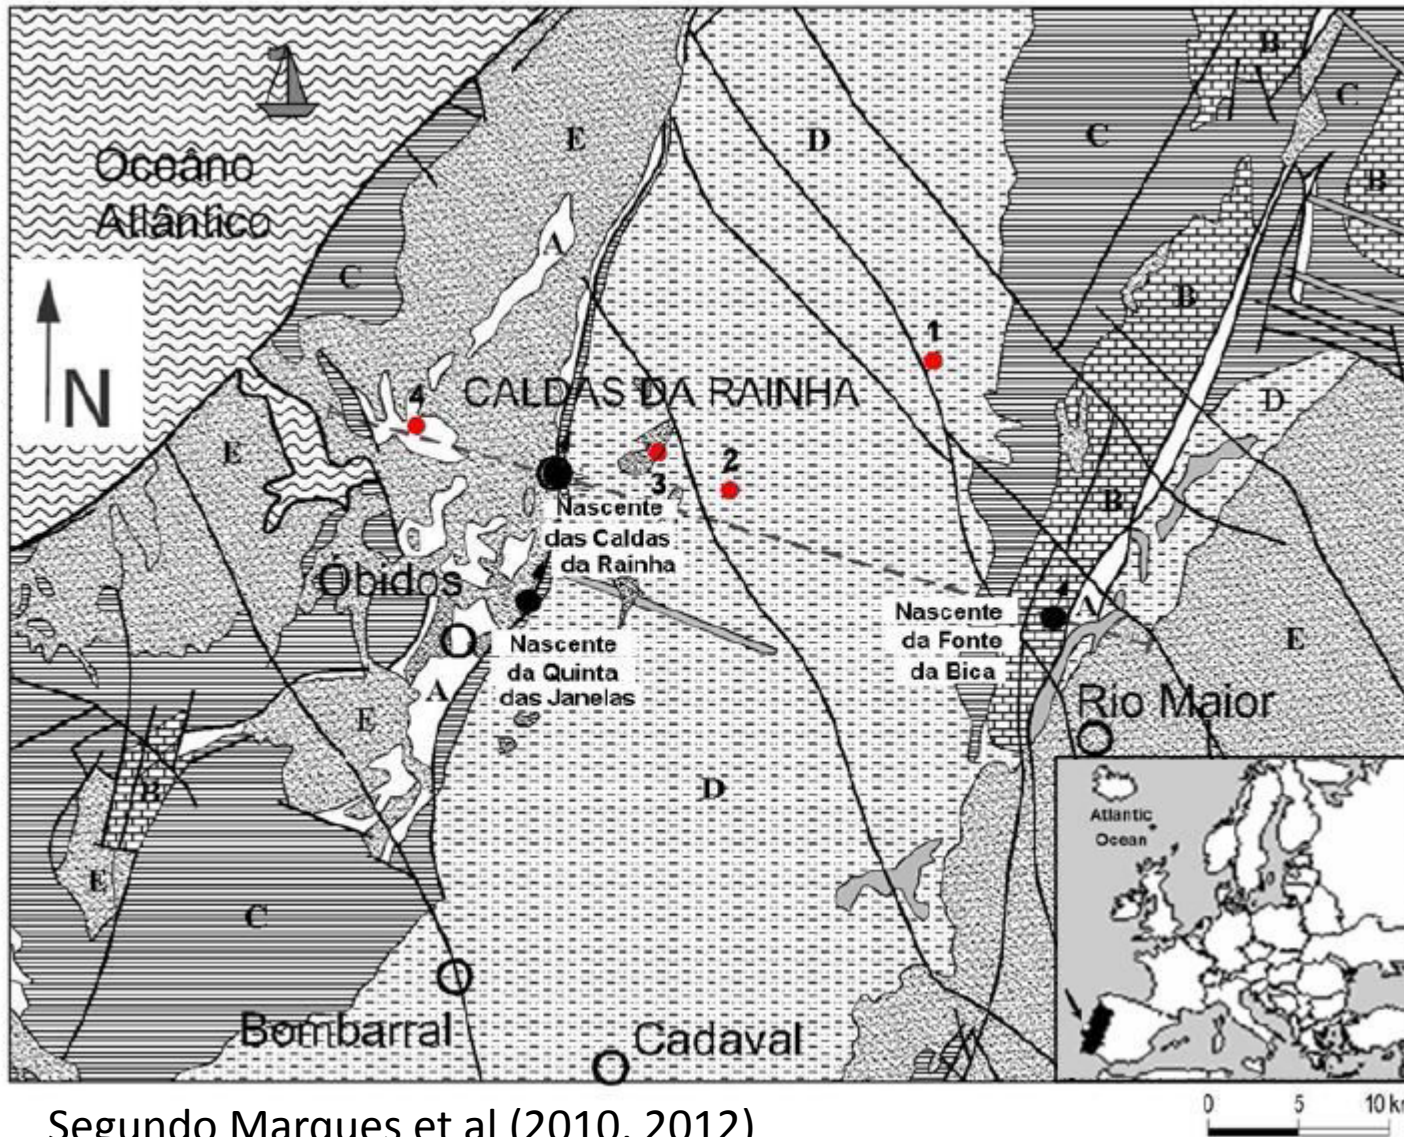 Oceâno
Atlântico
N
E
D
C
B
C
B
A
C
B
1
CALDAS DA RAINHA
4
D
E
2
3
B
Nascente
das Caldas
da Rainha
Óbidos
Nascente
da Fonte
da Bica
A
E
Nascente
da Quinta
das Janelas
A
Rio Maior
E
B
D
Atlantic
Ocean
E
C
Bombarral
Cadaval
0 5 10 km
Segundo Marques et al (2010, 2012)